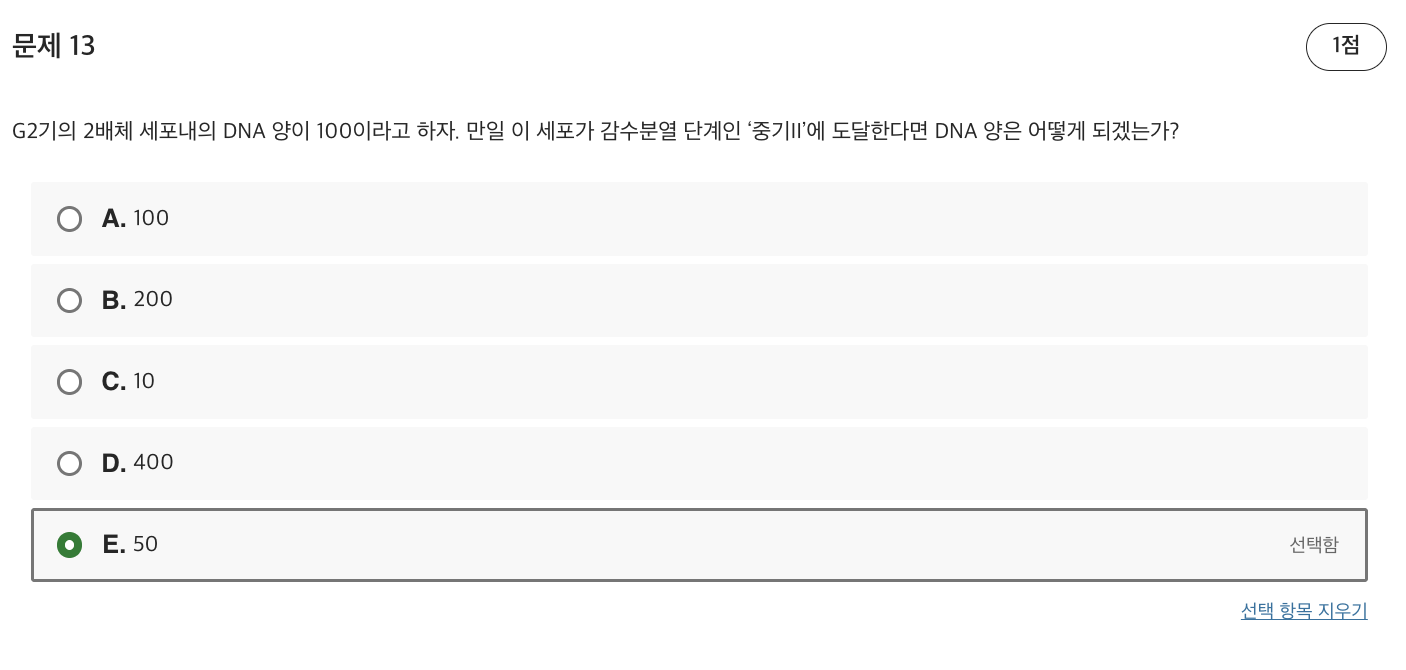 문제 13
1점
G2기의 2배체 세포내의 DNA 양이 100이라고 하자. 만일 이 세포가 감수분열 단계인 ‘중기II’에 도달한다면 DNA 양은 어떻게 되겠는가?
A. 100
B. 200
C. 10
D. 400
E. 50
선택함
선택 항목 지우기